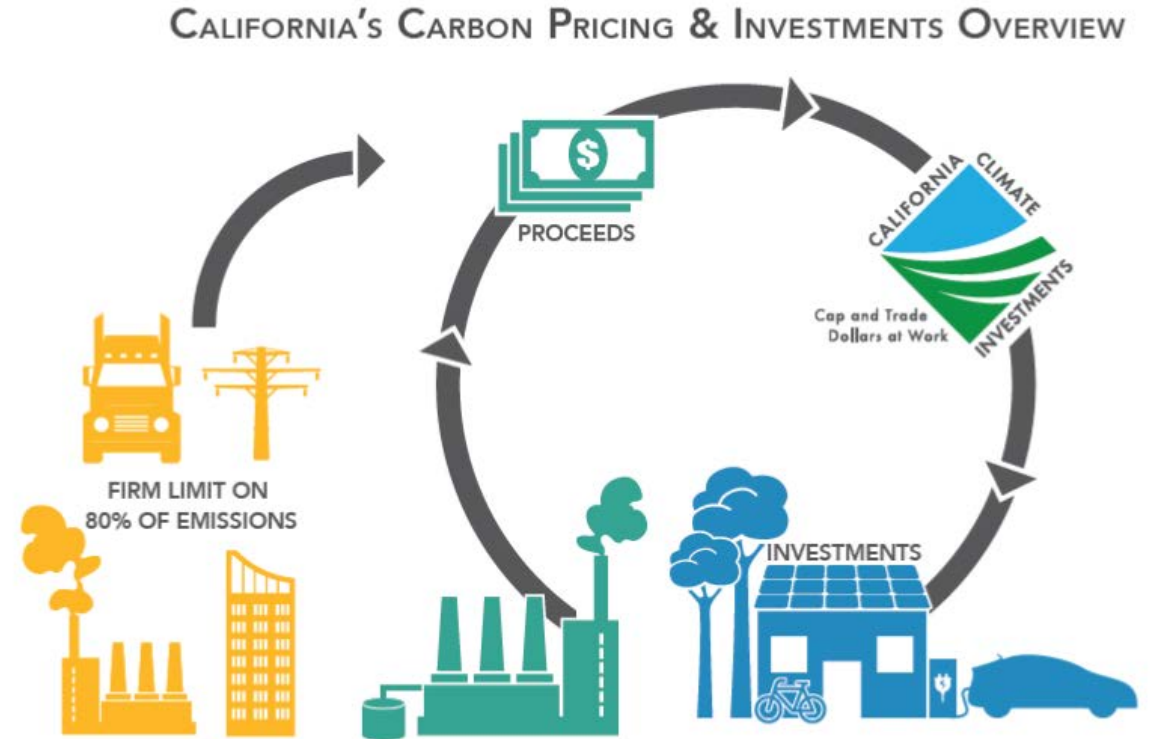 CALIFORNIA'S CARBON PRICING & INVESTMENTS OVERVIEW
$
PROCEEDS
CALIFORNIA
CLIMATE
INVESTMENTS
Cap and Trade
Dollars at Work
FIRM LIMIT ON
80% OF EMISSIONS
INVESTMENTS